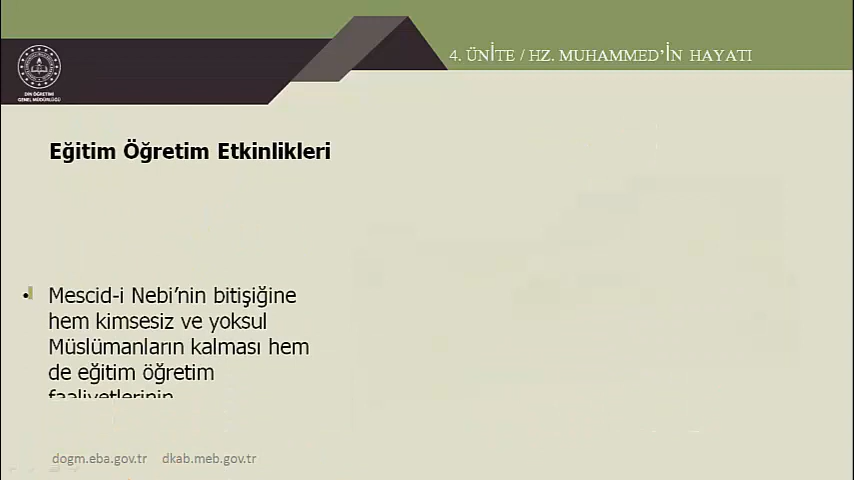 4. ÜNİTE / HZ. MUHAMMED’İN HAYATI
DİN ÖĞRETİMİ
GENEL MÜDÜRLÜĞÜ
Eğitim Öğretim Etkinlikleri
• Mescid-i Nebi’nin bitişiğine
hem kimsesiz ve yoksul
Müslümanların kalması hem
de eğitim öğretim
faaliyetlerinin
dogm.eba.gov.tr dkab.meb.gov.tr